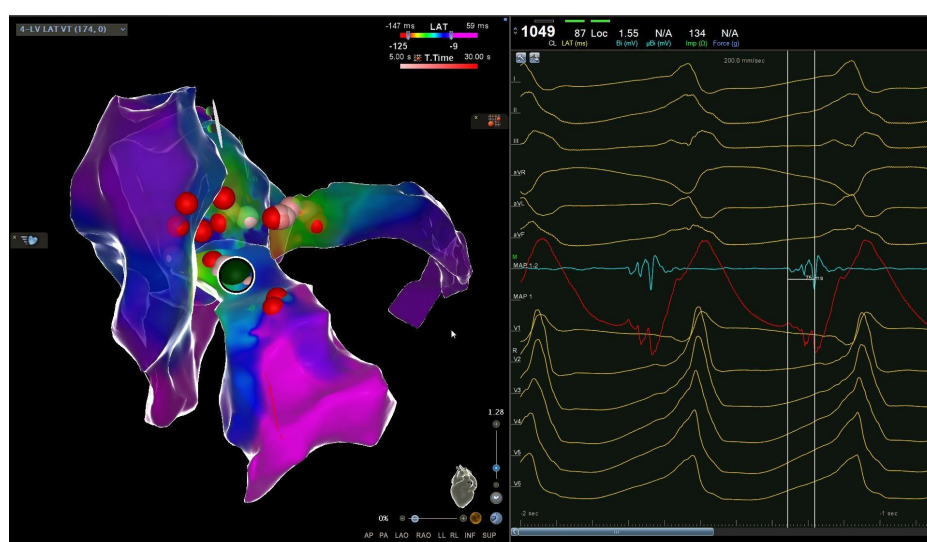 4-LV LAT VT (174, 0)
-147 ms LAT 59 ms
-125 -9
5.00 s T.Time 30.00 s
1.28
0%
AP PA LAO RAO LL RL INF SUP
1049 87 Loc 1.55 N/A 134 N/A
CL LAT (ms) Bi (mV) µBi (mV) Imp (Ω) Force (g)
200.0 mm/sec
I
II
III
aVR
aVL
aVF
M
MAP 1-2
MAP 1
V1
R
V2
V3
V4
V5
V6
-2 sec -1 sec